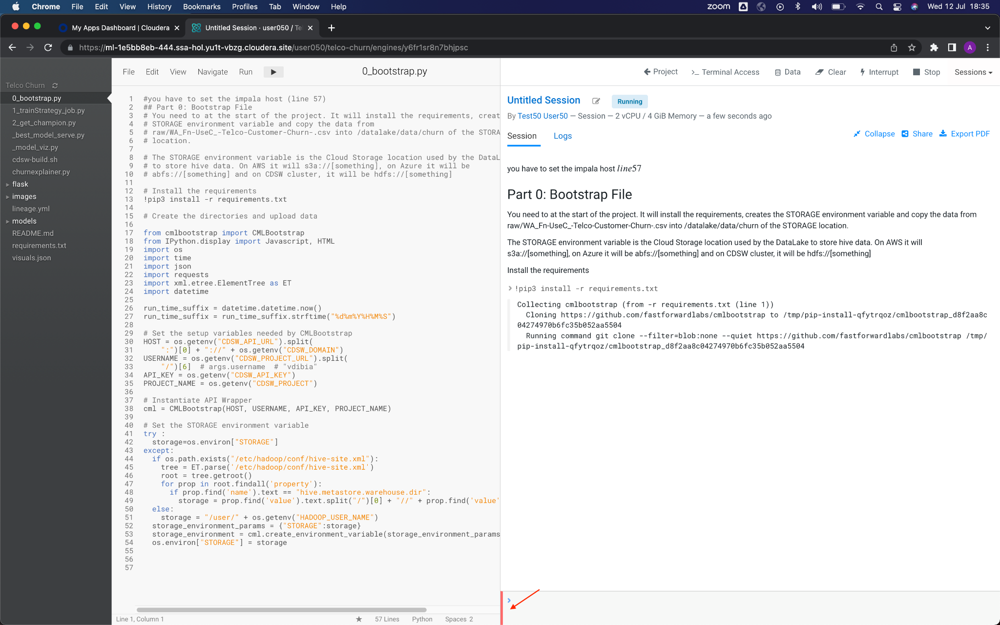 Chrome File Edit View History Bookmarks Profiles Tab Window Help zoom Wed 12 Jul 18:35
My Apps Dashboard | Cloudera Untitled Session · user050 / Te
https://ml-1e5bb8eb-444.ssa-hol.yu1t-vbzg.cloudera.site/user050/telco-churn/engines/y6fr1sr8n7bhjpsc A
Telco Churn
0_bootstrap.py
1_trainStrategy_job.py
2_get_champion.py
_best_model_serve.py
_model_viz.py
cdsw-build.sh
churnexplainer.py
flask
images
lineage.yml
models
README.md
requirements.txt
visuals.json
File Edit View Navigate Run 0_bootstrap.py
1 #you have to set the impala host (line 57)
2 ## Part 0: Bootstrap File
3 # You need to at the start of the project. It will install the requirements, creat
4 # STORAGE environment variable and copy the data from
5 # raw/WA_Fn-UseC_-Telco-Customer-Churn-.csv into /datalake/data/churn of the STORA
6 # location.
7
8 # The STORAGE environment variable is the Cloud Storage location used by the DataL
9 # to store hive data. On AWS it will s3a://[something], on Azure it will be
10 # abfs://[something] and on CDSW cluster, it will be hdfs://[something]
11
12 # Install the requirements
13 !pip3 install -r requirements.txt
14
15 # Create the directories and upload data
16
17 from cmlbootstrap import CMLBootstrap
18 from IPython.display import Javascript, HTML
19 import os
20 import time
21 import json
22 import requests
23 import xml.etree.ElementTree as ET
24 import datetime
25
26 run_time_suffix = datetime.datetime.now()
27 run_time_suffix = run_time_suffix.strftime("%d%m%Y%H%M%S")
28
29 # Set the setup variables needed by CMLBootstrap
30 HOST = os.getenv("CDSW_API_URL").split(
31 ":")[0] + "://" + os.getenv("CDSW_DOMAIN")
32 USERNAME = os.getenv("CDSW_PROJECT_URL").split(
33 "/")[6] # args.username # "vdibia"
34 API_KEY = os.getenv("CDSW_API_KEY")
35 PROJECT_NAME = os.getenv("CDSW_PROJECT")
36
37 # Instantiate API Wrapper
38 cml = CMLBootstrap(HOST, USERNAME, API_KEY, PROJECT_NAME)
39
40 # Set the STORAGE environment variable
41 try :
42 storage=os.environ["STORAGE"]
43 except:
44 if os.path.exists("/etc/hadoop/conf/hive-site.xml"):
45 tree = ET.parse('/etc/hadoop/conf/hive-site.xml')
46 root = tree.getroot()
47 for prop in root.findall('property'):
48 if prop.find('name').text == "hive.metastore.warehouse.dir":
49 storage = prop.find('value').text.split("/")[0] + "//" + prop.find('value'
50 else:
51 storage = "/user/" + os.getenv("HADOOP_USER_NAME")
52 storage_environment_params = {"STORAGE":storage}
53 storage_environment = cml.create_environment_variable(storage_environment_params
54 os.environ["STORAGE"] = storage
55
56
57
Line 1, Column 1 ★ 57 Lines Python Spaces 2
Project Terminal Access Data Clear Interrupt Stop Sessions
Untitled Session Running
By Test50 User50 — Session — 2 vCPU / 4 GiB Memory — a few seconds ago
Session Logs Collapse Share Export PDF
you have to set the impala host line57
Part 0: Bootstrap File
You need to at the start of the project. It will install the requirements, creates the STORAGE environment variable and copy the data from
raw/WA_Fn-UseC_-Telco-Customer-Churn-.csv into /datalake/data/churn of the STORAGE location.
The STORAGE environment variable is the Cloud Storage location used by the DataLake to store hive data. On AWS it will
s3a://[something], on Azure it will be abfs://[something] and on CDSW cluster, it will be hdfs://[something]
Install the requirements
!pip3 install -r requirements.txt
Collecting cmlbootstrap (from -r requirements.txt (line 1))
Cloning https://github.com/fastforwardlabs/cmlbootstrap to /tmp/pip-install-qfytrqoz/cmlbootstrap_d8f2aa8c
04274970b6fc35b052aa5504
Running command git clone --filter=blob:none --quiet https://github.com/fastforwardlabs/cmlbootstrap /tmp/
pip-install-qfytrqoz/cmlbootstrap_d8f2aa8c04274970b6fc35b052aa5504